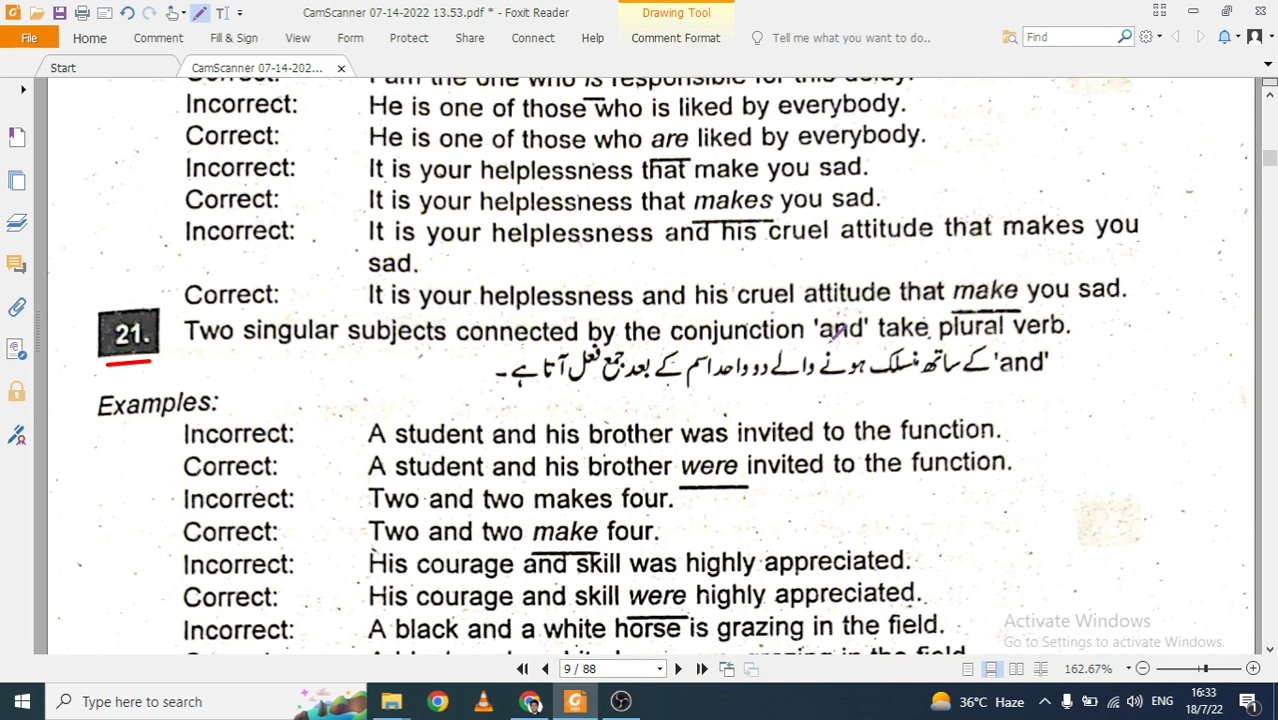 CamScanner 07-14-2022 13.53.pdf * - Foxit Reader
Drawing Tool
File Home Comment Fill & Sign View Form Protect Share Connect Help Comment Format Tell me what you want to do.. Find
Start CamScanner 07-14-202...
Correct: I am the one who is responsible for this delay.
Incorrect: He is one of those who is liked by everybody.
Correct: He is one of those who are liked by everybody.
Incorrect: It is your helplessness that make you sad.
Correct: It is your helplessness that makes you sad.
Incorrect: It is your helplessness and his cruel attitude that makes you
sad.
Correct: It is your helplessness and his cruel attitude that make you sad.
21. Two singular subjects connected by the conjunction 'and' take plural verb.
'and' کے ساتھ منسلک ہونے والے دو واحد اسم کے بعد جمع فعل آتا ہے۔
Examples:
Incorrect: A student and his brother was invited to the function.
Correct: A student and his brother were invited to the function.
Incorrect: Two and two makes four.
Correct: Two and two make four.
Incorrect: His courage and skill was highly appreciated.
Correct: His courage and skill were highly appreciated.
Incorrect: A black and a white horse is grazing in the field.
Activate Windows
Go to Settings to activate Windows.
9 / 88
162.67%
Type here to search
36°C Haze
ENG
16:33
18/7/22